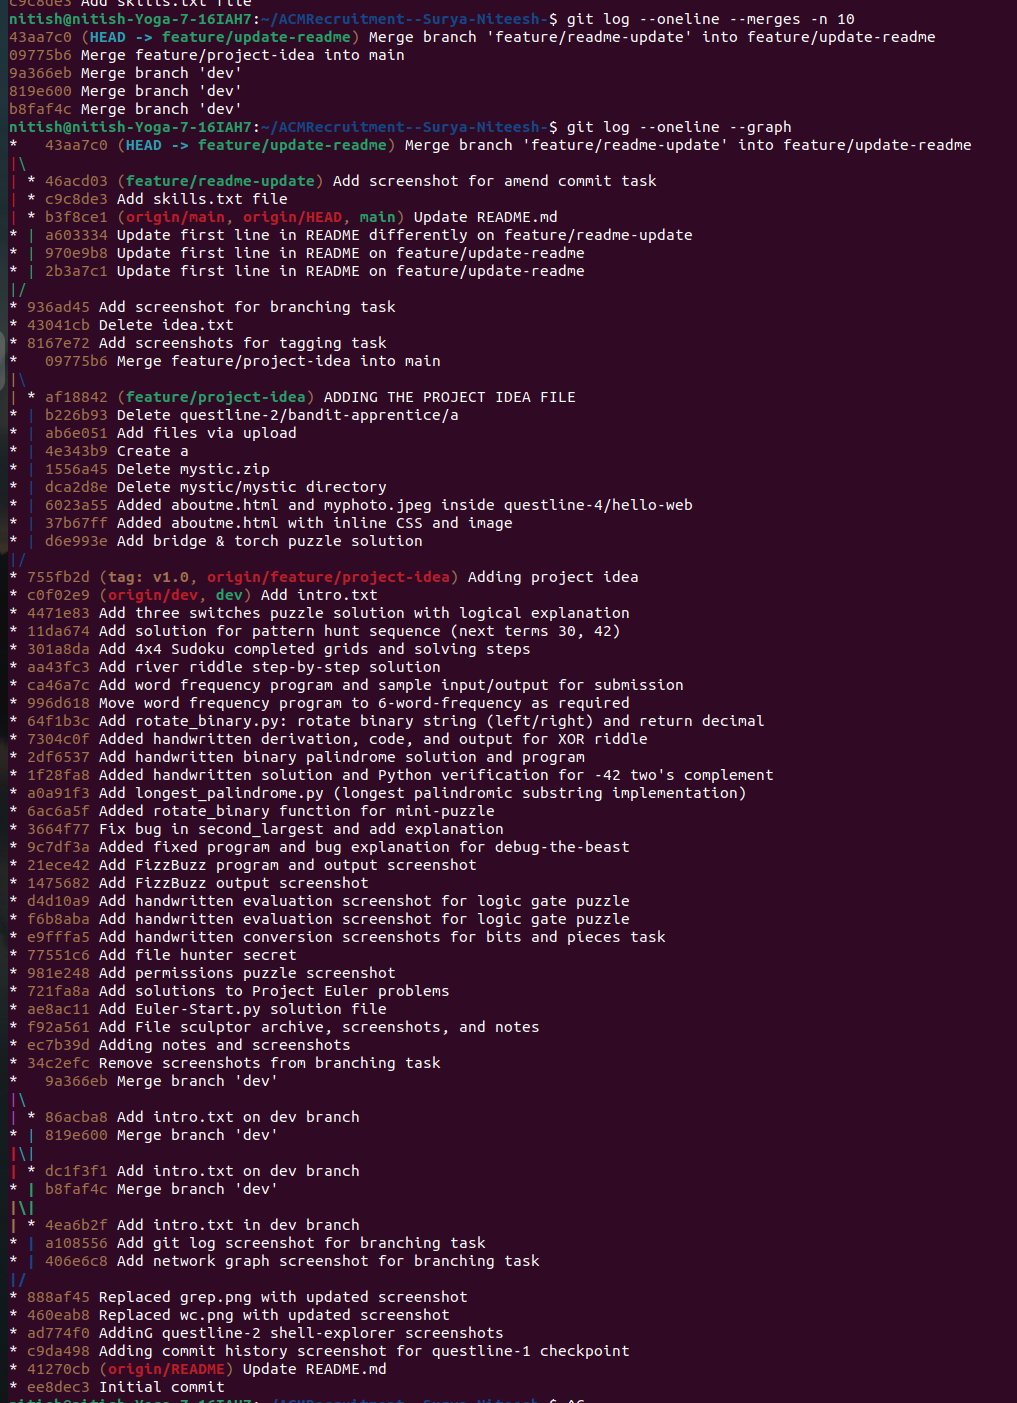 c9c8de3 Add skills.txt file
nitish@nitish-Yoga-7-16IAH7:~/ACMRecruitment--Surya-Niteesh-$ git log --oneline --merges -n 10
43aa7c0 (HEAD -> feature/update-readme) Merge branch 'feature/readme-update' into feature/update-readme
09775b6 Merge feature/project-idea into main
9a366eb Merge branch 'dev'
819e600 Merge branch 'dev'
b8faf4c Merge branch 'dev'
nitish@nitish-Yoga-7-16IAH7:~/ACMRecruitment--Surya-Niteesh-$ git log --oneline --graph
*   43aa7c0 (HEAD -> feature/update-readme) Merge branch 'feature/readme-update' into feature/update-readme
|\
| * 46acd03 (feature/readme-update) Add screenshot for amend commit task
| * c9c8de3 Add skills.txt file
| * b3f8ce1 (origin/main, origin/HEAD, main) Update README.md
* | a603334 Update first line in README differently on feature/readme-update
* | 970e9b8 Update first line in README on feature/update-readme
* | 2b3a7c1 Update first line in README on feature/update-readme
|/
* 936ad45 Add screenshot for branching task
* 43041cb Delete idea.txt
* 8167e72 Add screenshots for tagging task
*   09775b6 Merge feature/project-idea into main
|\
| * af18842 (feature/project-idea) ADDING THE PROJECT IDEA FILE
* | b226b93 Delete questline-2/bandit-apprentice/a
* | ab6e051 Add files via upload
* | 4e343b9 Create a
* | 1556a45 Delete mystic.zip
* | dca2d8e Delete mystic/mystic directory
* | 6023a55 Added aboutme.html and myphoto.jpeg inside questline-4/hello-web
* | 37b67ff Added aboutme.html with inline CSS and image
* | d6e993e Add bridge & torch puzzle solution
|/
* 755fb2d (tag: v1.0, origin/feature/project-idea) Adding project idea
* c0f02e9 (origin/dev, dev) Add intro.txt
* 4471e83 Add three switches puzzle solution with logical explanation
* 11da674 Add solution for pattern hunt sequence (next terms 30, 42)
* 301a8da Add 4x4 Sudoku completed grids and solving steps
* aa43fc3 Add river riddle step-by-step solution
* ca46a7c Add word frequency program and sample input/output for submission
* 996d618 Move word frequency program to 6-word-frequency as required
* 64f1b3c Add rotate_binary.py: rotate binary string (left/right) and return decimal
* 7304c0f Added handwritten derivation, code, and output for XOR riddle
* 2df6537 Add handwritten binary palindrome solution and program
* 1f28fa8 Added handwritten solution and Python verification for -42 two's complement
* a0a91f3 Add longest_palindrome.py (longest palindromic substring implementation)
* 6ac6a5f Added rotate_binary function for mini-puzzle
* 3664f77 Fix bug in second_largest and add explanation
* 9c7df3a Added fixed program and bug explanation for debug-the-beast
* 21ece42 Add FizzBuzz program and output screenshot
* 1475682 Add FizzBuzz output screenshot
* d4d10a9 Add handwritten evaluation screenshot for logic gate puzzle
* f6b8aba Add handwritten evaluation screenshot for logic gate puzzle
* e9fffa5 Add handwritten conversion screenshots for bits and pieces task
* 77551c6 Add file hunter secret
* 981e248 Add permissions puzzle screenshot
* 721fa8a Add solutions to Project Euler problems
* ae8ac11 Add Euler-Start.py solution file
* f92a561 Add File sculptor archive, screenshots, and notes
* ec7b39d Adding notes and screenshots
* 34c2efc Remove screenshots from branching task
*   9a366eb Merge branch 'dev'
|\
| * 86acba8 Add intro.txt on dev branch
* | 819e600 Merge branch 'dev'
|\|
| * dc1f3f1 Add intro.txt on dev branch
* | b8faf4c Merge branch 'dev'
|\|
| * 4ea6b2f Add intro.txt in dev branch
* | a108556 Add git log screenshot for branching task
* | 406e6c8 Add network graph screenshot for branching task
|/
* 888af45 Replaced grep.png with updated screenshot
* 460eab8 Replaced wc.png with updated screenshot
* ad774f0 AddinG questline-2 shell-explorer screenshots
* c9da498 Adding commit history screenshot for questline-1 checkpoint
* 41270cb (origin/README) Update README.md
* ee8dec3 Initial commit
nitish@nitish-Yoga-7-16IAH7:~/ACMRecruitment--Surya-Niteesh-$ ^C